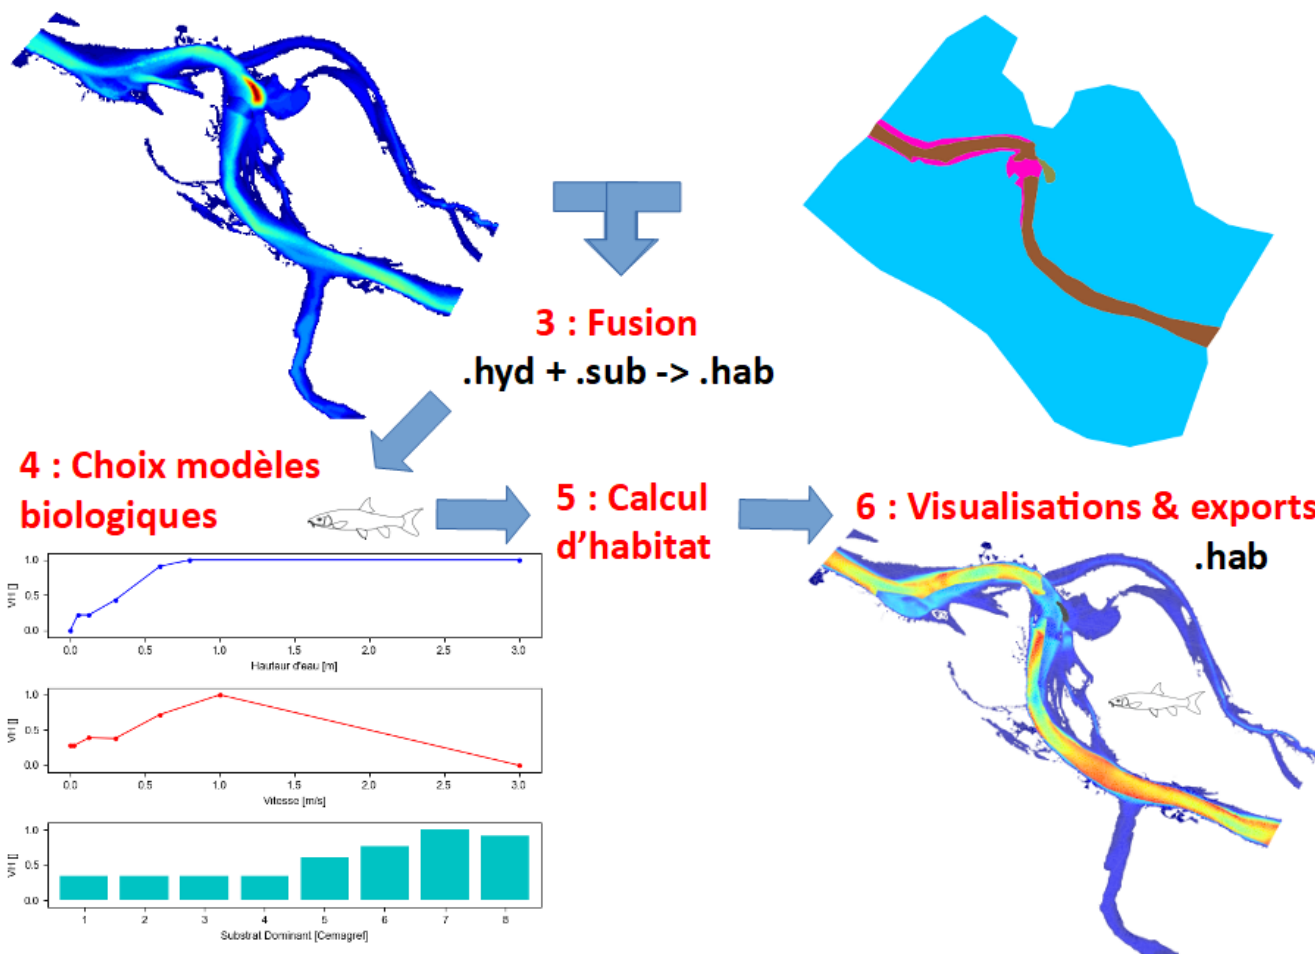 3 : Fusion
.hyd + .sub -> .hab
4 : Choix modèles
biologiques
5 : Calcul
d'habitat
6 : Visualisations & exports
.hab
VH []
1.0
0.5
0.0
0.0 0.5 1.0 1.5 2.0 2.5 3.0
Hauteur d'eau [m]
VH []
1.0
0.5
0.0
0.0 0.5 1.0 1.5 2.0 2.5 3.0
Vitesse [m/s]
VH []
1.0
0.5
0.0
1 2 3 4 5 6 7 8
Substrat Dominant [Cemagref]